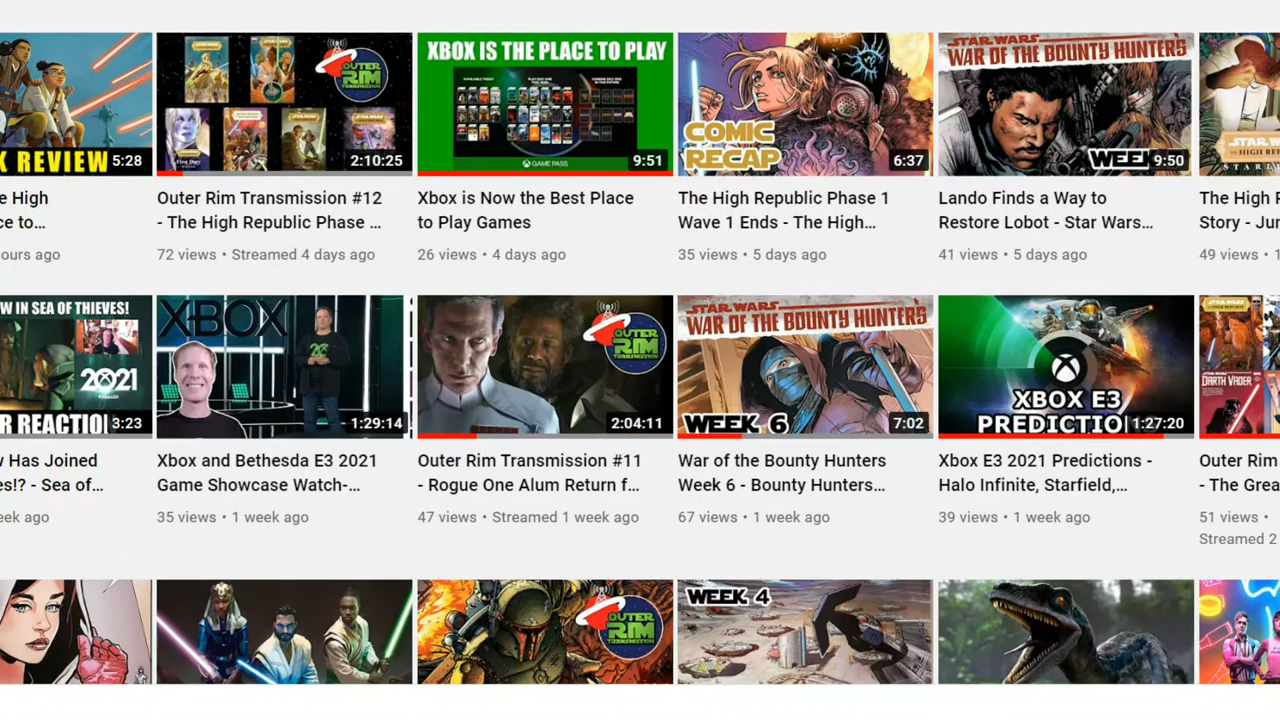 K REVIEW
5:28
OUTER
RIM
TRANSMISSION
2:10:25
XBOX IS THE PLACE TO PLAY
XBOX GAME PASS
9:51
COMIC
RECAP
6:37
STAR WARS
WAR OF THE BOUNTY HUNTERS
WEEK
9:50
STAR WARS
e High
ce to...
ours ago
Outer Rim Transmission #12
- The High Republic Phase ...
72 views • Streamed 4 days ago
Xbox is Now the Best Place
to Play Games
26 views • 4 days ago
The High Republic Phase 1
Wave 1 Ends - The High...
35 views • 5 days ago
Lando Finds a Way to
Restore Lobot - Star Wars...
41 views • 5 days ago
The High
Story - Jun
49 views •
W IN SEA OF THIEVES!
2021
R REACTIO
3:23
XBOX
1:29:14
OUTER
RIM
TRANSMISSION
2:04:11
STAR WARS
WAR OF THE BOUNTY HUNTERS
WEEK 6
7:02
XBOX E3
PREDICTIO
1:27:20
DARTH VADER
w Has Joined
es!? - Sea of...
eek ago
Xbox and Bethesda E3 2021
Game Showcase Watch-...
35 views • 1 week ago
Outer Rim Transmission #11
- Rogue One Alum Return f...
47 views • Streamed 1 week ago
War of the Bounty Hunters
Week 6 - Bounty Hunters...
67 views • 1 week ago
Xbox E3 2021 Predictions -
Halo Infinite, Starfield,...
39 views • 1 week ago
Outer Rim
- The Grea
51 views •
Streamed 2
OUTER
RIM
TRANSMISSION
WEEK 4